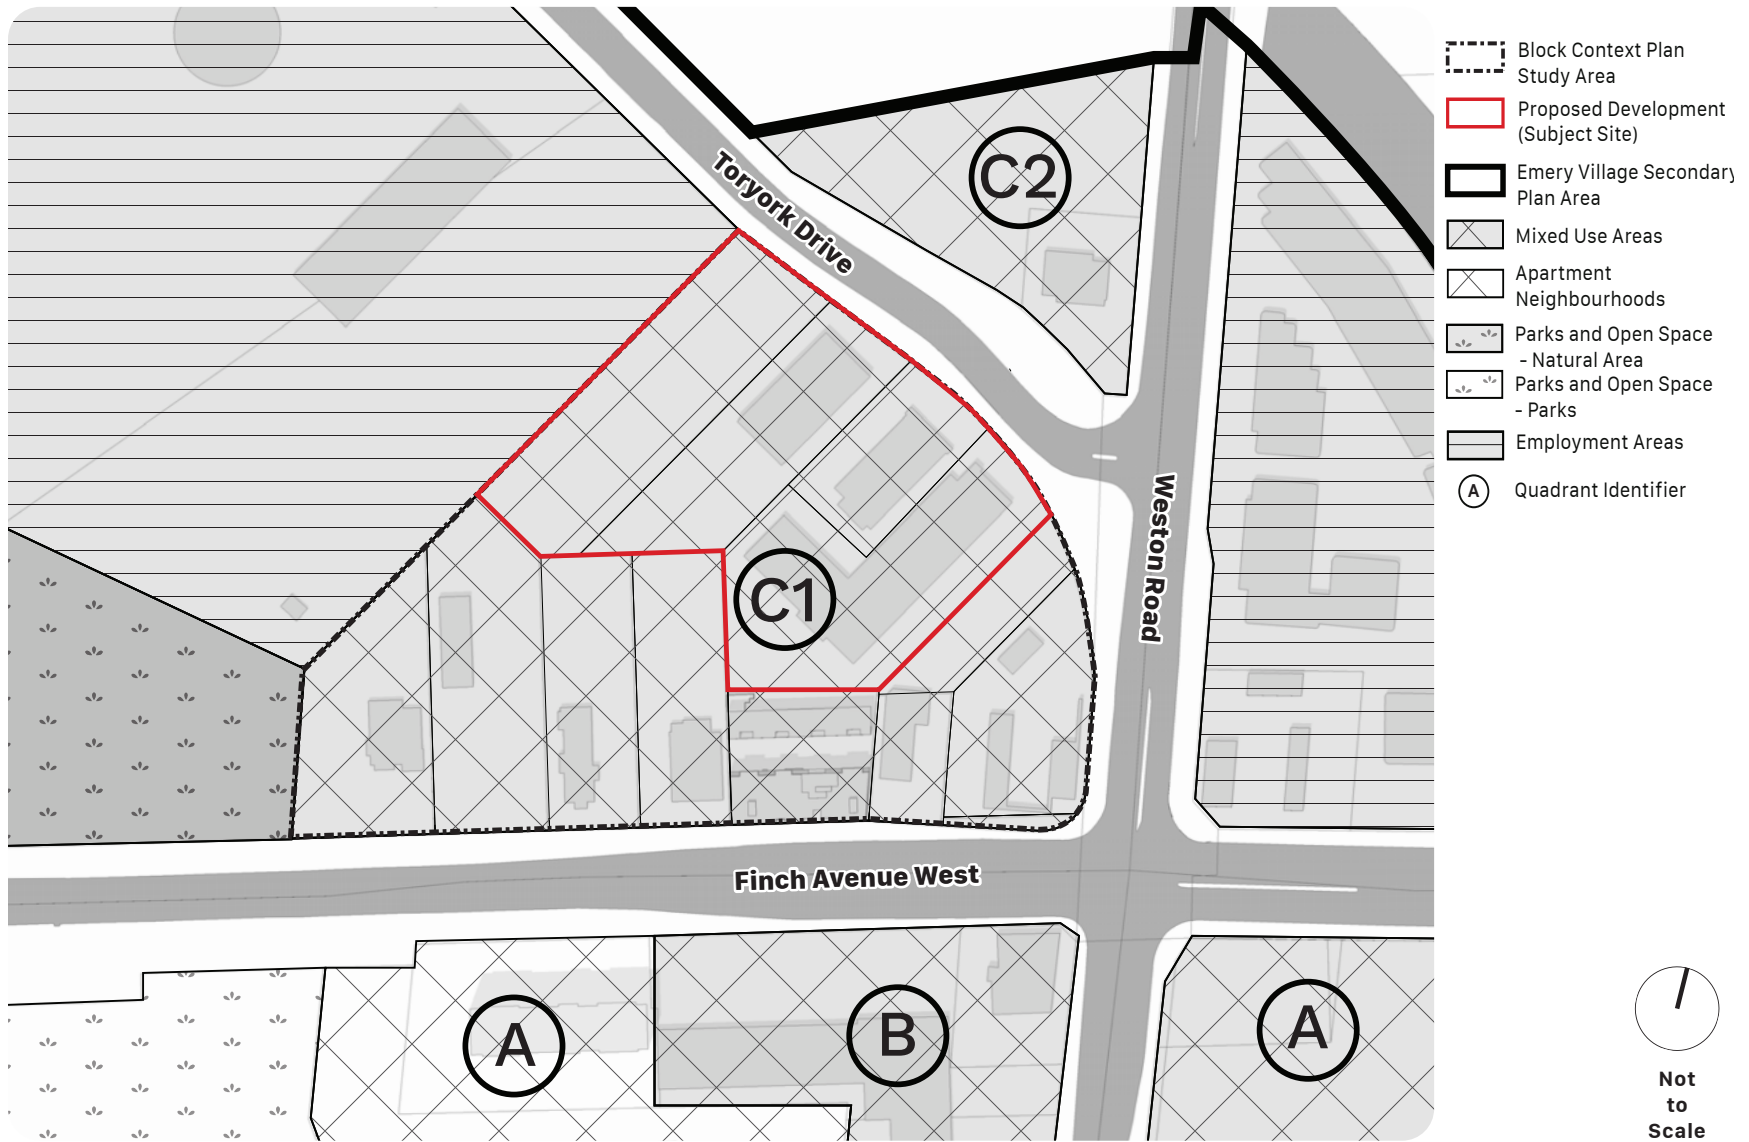 C2
Toryork Drive
C1
Weston Road
Finch Avenue West
A
B
A
Block Context Plan
Study Area
Proposed Development
(Subject Site)
Emery Village Secondary
Plan Area
Mixed Use Areas
Apartment
Neighbourhoods
Parks and Open Space
- Natural Area
Parks and Open Space
- Parks
Employment Areas
A
Quadrant Identifier
Not
to
Scale